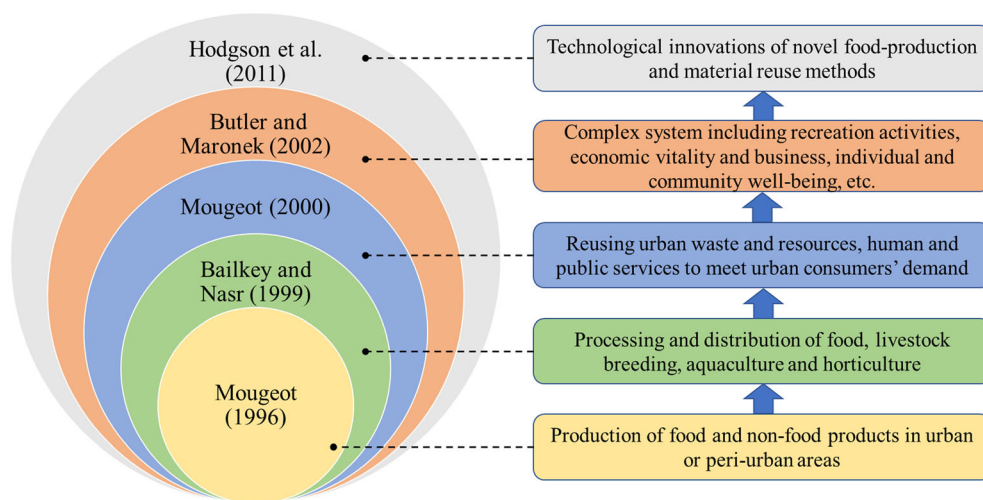 Hodgson et al.
(2011)
Butler and
Maronek (2002)
Mougeot (2000)
Bailkey and
Nasr (1999)
Mougeot
(1996)
Technological innovations of novel food-production
and material reuse methods
Complex system including recreation activities,
economic vitality and business, individual and
community well-being, etc.
Reusing urban waste and resources, human and
public services to meet urban consumers’ demand
Processing and distribution of food, livestock
breeding, aquaculture and horticulture
Production of food and non-food products in urban
or peri-urban areas